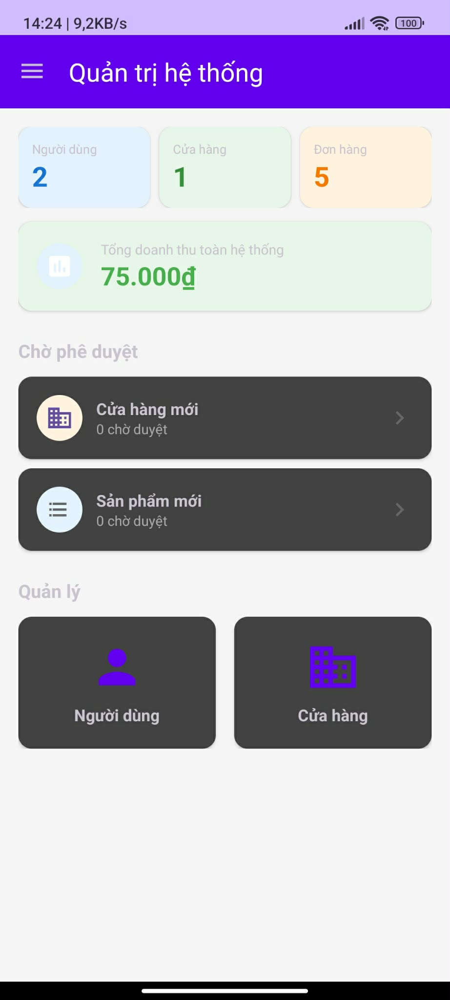 14:24 | 9,2KB/s
100
Quản trị hệ thống
Người dùng
2
Cửa hàng
1
Đơn hàng
5
Tổng doanh thu toàn hệ thống
75.000₫
Chờ phê duyệt
Cửa hàng mới
0 chờ duyệt
Sản phẩm mới
0 chờ duyệt
Quản lý
Người dùng
Cửa hàng